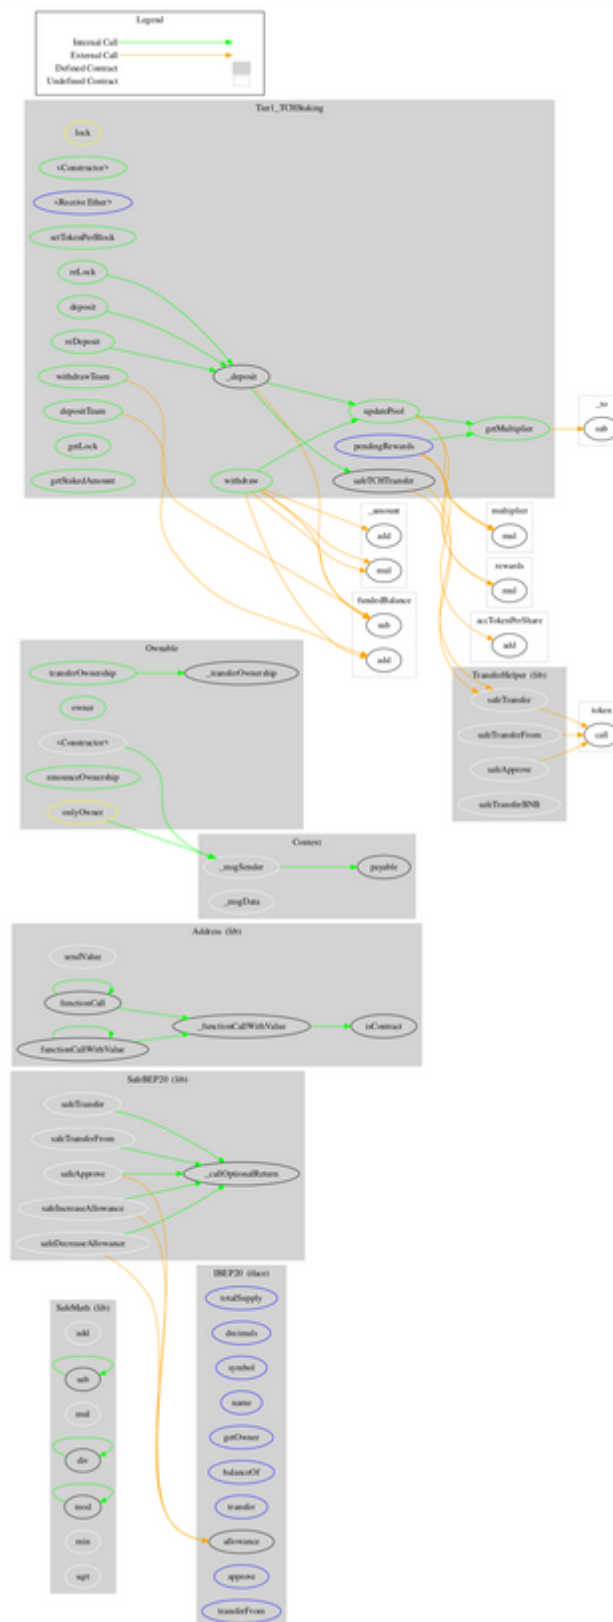 Legend
Internal Call
External Call
Defined Contract
Undefined Contract
Tier1_TCHStaking
lock
<Constructor>
<Receive Ether>
setTokenPerBlock
reLock
deposit
reDeposit
_deposit
withdrawTeam
depositTeam
getLock
getStakedAmount
updatePool
pendingRewards
getMultiplier
withdraw
safeTCHTransfer
_to
sub
_amount
add
mul
multiplier
mul
rewards
mul
fundedBalance
sub
add
accTokenPerShare
add
Ownable
transferOwnership
_transferOwnership
owner
<Constructor>
renounceOwnership
onlyOwner
TransferHelper (lib)
safeTransfer
safeTransferFrom
safeApprove
safeTransferBNB
token
call
Context
_msgSender
payable
_msgData
Address (lib)
sendValue
functionCall
functionCallWithValue
_functionCallWithValue
isContract
SafeBEP20 (lib)
safeTransfer
safeTransferFrom
safeApprove
_callOptionalReturn
safeIncreaseAllowance
safeDecreaseAllowance
IBEP20 (iface)
totalSupply
decimals
symbol
name
getOwner
balanceOf
transfer
allowance
approve
transferFrom
SafeMath (lib)
add
sub
mul
div
mod
min
sqrt